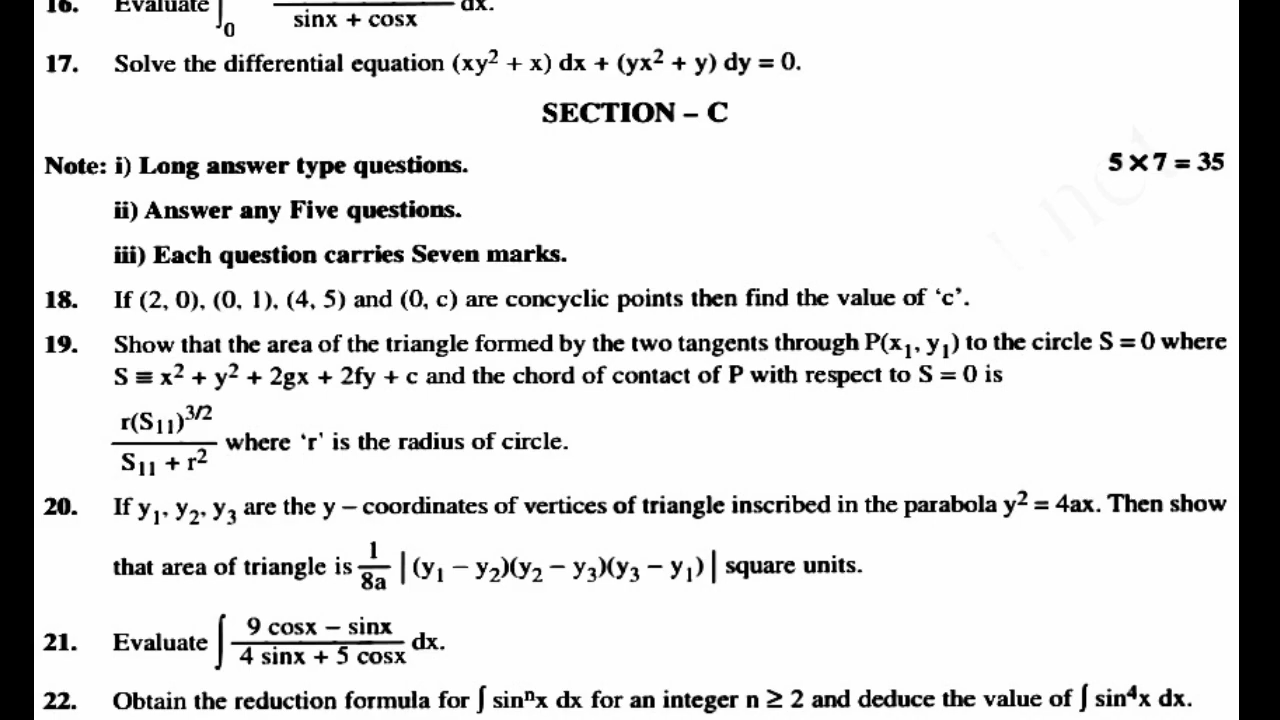 16. Evaluate ∫₀ / sinx + cosx dx.
17. Solve the differential equation (xy² + x) dx + (yx² + y) dy = 0.
SECTION – C
Note: i) Long answer type questions. 5 × 7 = 35
ii) Answer any Five questions.
iii) Each question carries Seven marks.
18. If (2, 0), (0, 1), (4, 5) and (0, c) are concyclic points then find the value of ‘c’.
19. Show that the area of the triangle formed by the two tangents through P(x₁, y₁) to the circle S = 0 where
S ≡ x² + y² + 2gx + 2fy + c and the chord of contact of P with respect to S = 0 is
r(S₁₁)^3/2 / S₁₁ + r² where ‘r’ is the radius of circle.
20. If y₁, y₂, y₃ are the y – coordinates of vertices of triangle inscribed in the parabola y² = 4ax. Then show
that area of triangle is 1/8a | (y₁ – y₂)(y₂ – y₃)(y₃ – y₁) | square units.
21. Evaluate ∫ 9 cosx – sinx / 4 sinx + 5 cosx dx.
22. Obtain the reduction formula for ∫ sinⁿx dx for an integer n ≥ 2 and deduce the value of ∫ sin⁴x dx.